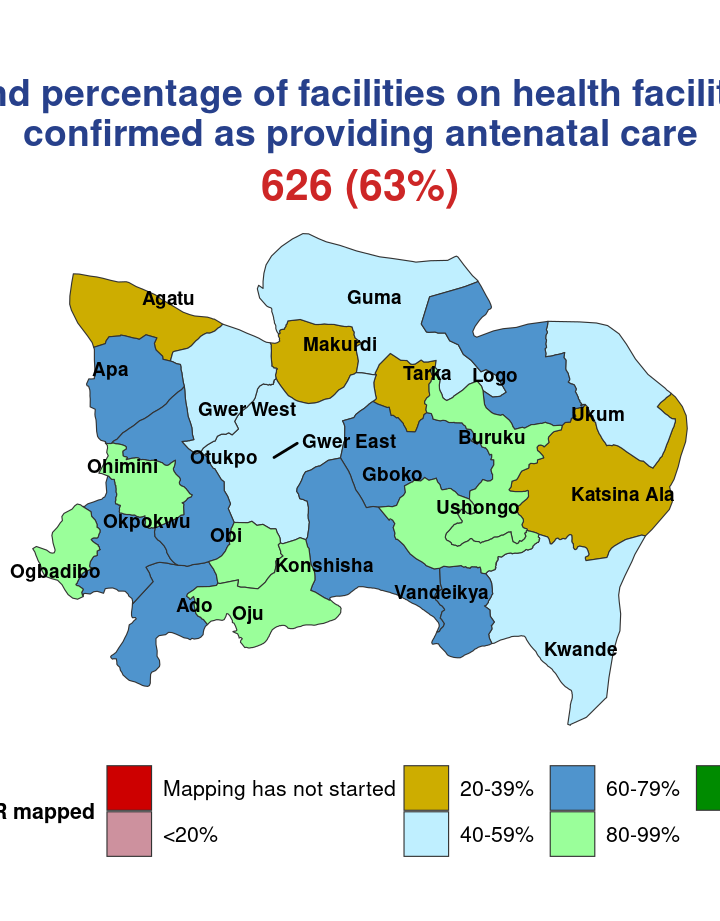 nd percentage of facilities on health facilit
confirmed as providing antenatal care
626 (63%)
Agatu
Guma
Makurdi
Apa
Tarka
Logo
Gwer West
Ukum
Gwer East
Buruku
Otukpo
Ohimini
Gboko
Katsina Ala
Ushongo
Okpokwu
Obi
Ogbadibo
Konshisha
Vandeikya
Ado
Oju
Kwande
R mapped
Mapping has not started
20-39%
60-79%
<20%
40-59%
80-99%